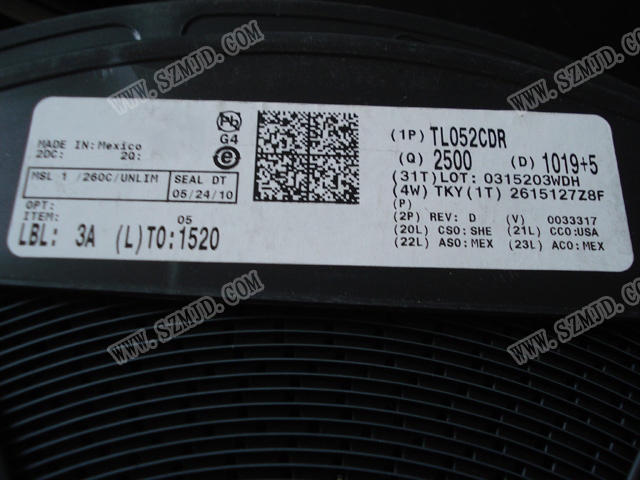 WWW.SZMJD.COM
WWW.SZMJD.COM
Pb
G4
e
MADE IN: Mexico
2DC: 2Q:
MSL 1 /260C/UNLIM SEAL DT
05/24/10
OPT:
ITEM: 05
LBL: 3A (L)TO:1520
(1P) TL052CDR
(Q) 2500 (D) 1019+5
(31T)LOT: 0315203WDH
(4W) TKY(1T) 2615127Z8F
(P)
(2P) REV: D (V) 0033317
(20L) CSO:SHE (21L) CCO:USA
(22L) ASO:MEX (23L) ACO:MEX
WWW.SZMJD.COM
WWW.SZMJD.COM